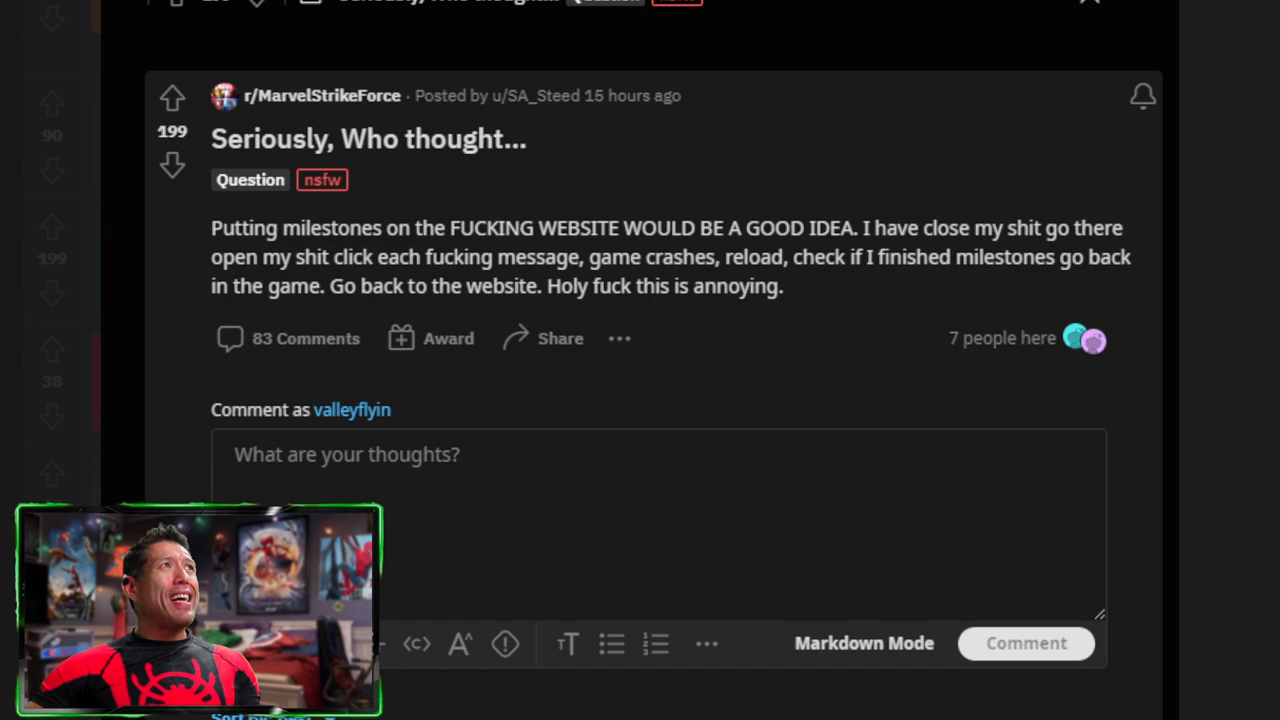 r/MarvelStrikeForce · Posted by u/SA_Steed 15 hours ago
199
Seriously, Who thought...
Question nsfw
Putting milestones on the FUCKING WEBSITE WOULD BE A GOOD IDEA. I have close my shit go there
open my shit click each fucking message, game crashes, reload, check if I finished milestones go back
in the game. Go back to the website. Holy fuck this is annoying.
83 Comments Award Share ··· 7 people here
Comment as valleyflyin
What are your thoughts?
Markdown Mode Comment
90
199
38